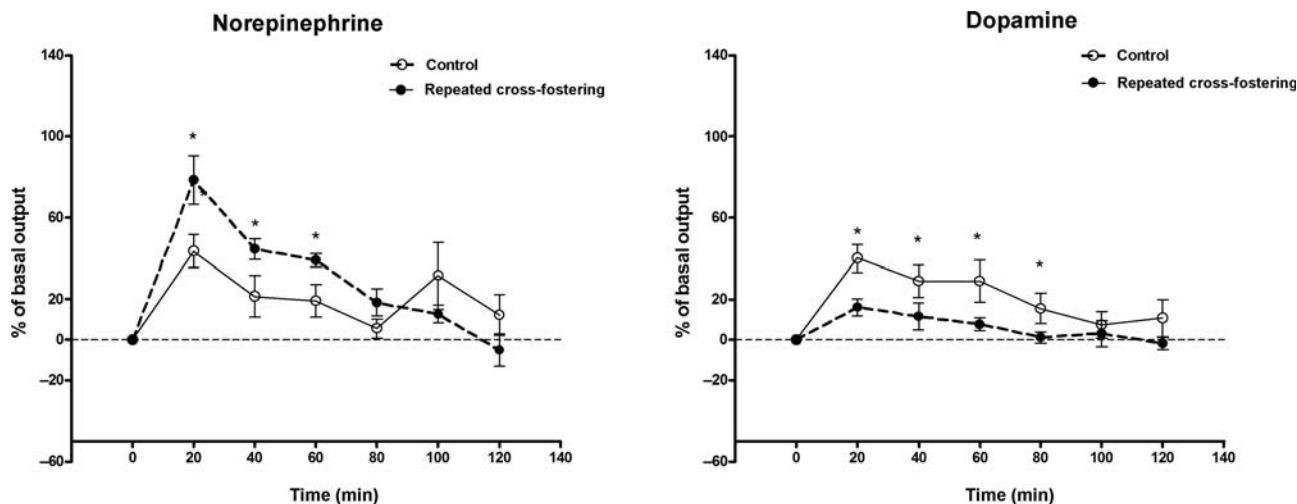 Norepinephrine
140
100
60
20
0
−20
−60
% of basal output
Control
Repeated cross-fostering
*
*
*
*
0 20 40 60 80 100 120 140
Time (min)
Dopamine
140
100
60
20
0
−20
−60
% of basal output
Control
Repeated cross-fostering
*
*
*
*
0 20 40 60 80 100 120 140
Time (min)